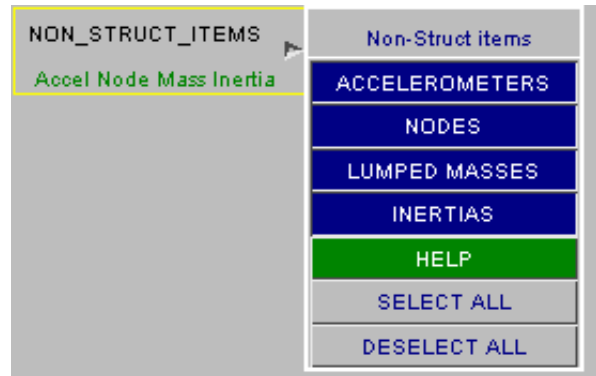 NON_STRUCT_ITEMS
Accel Node Mass Inertia
Non-Struct items
ACCELEROMETERS
NODES
LUMPED MASSES
INERTIAS
HELP
SELECT ALL
DESELECT ALL